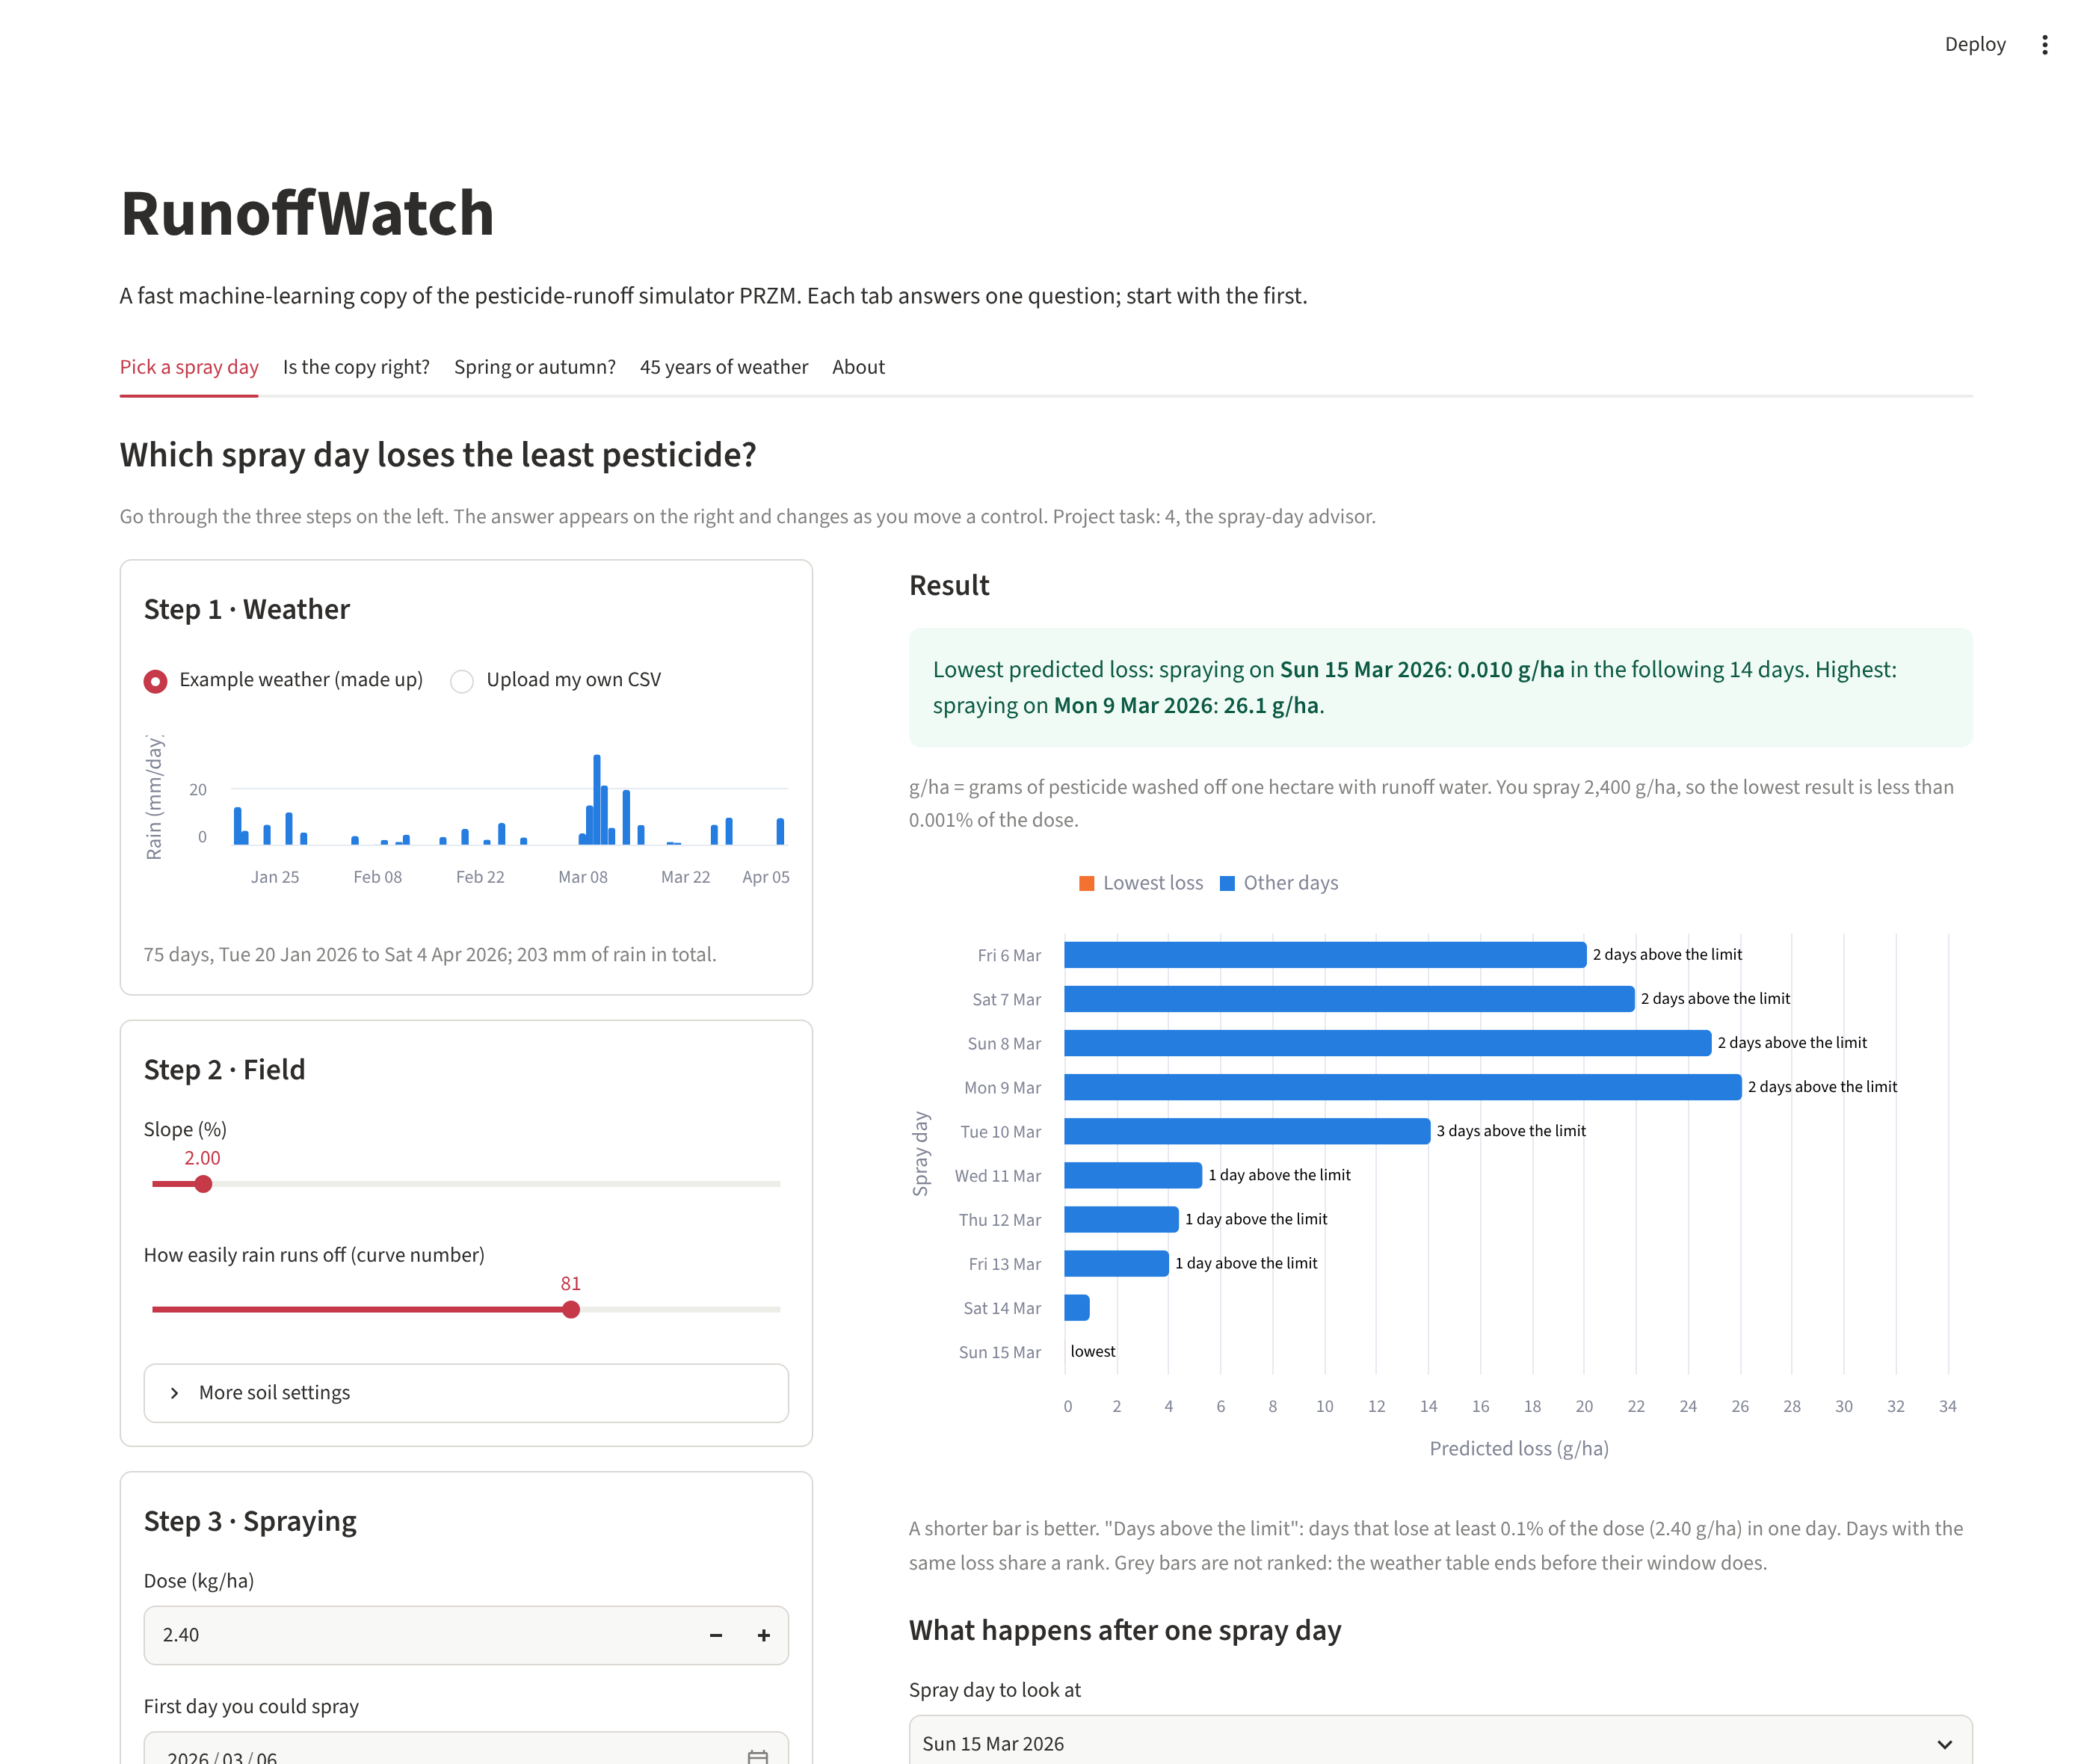 Deploy
RunoffWatch
A fast machine-learning copy of the pesticide-runoff simulator PRZM. Each tab answers one question; start with the first.
Pick a spray day Is the copy right? Spring or autumn? 45 years of weather About
Which spray day loses the least pesticide?
Go through the three steps on the left. The answer appears on the right and changes as you move a control. Project task: 4, the spray-day advisor.
Step 1 · Weather
Example weather (made up) Upload my own CSV
Rain (mm/day)
20
0
Jan 25 Feb 08 Feb 22 Mar 08 Mar 22 Apr 05
75 days, Tue 20 Jan 2026 to Sat 4 Apr 2026; 203 mm of rain in total.
Step 2 · Field
Slope (%)
2.00
How easily rain runs off (curve number)
81
More soil settings
Step 3 · Spraying
Dose (kg/ha)
2.40
First day you could spray
2026/03/06
Result
Lowest predicted loss: spraying on Sun 15 Mar 2026: 0.010 g/ha in the following 14 days. Highest:
spraying on Mon 9 Mar 2026: 26.1 g/ha.
g/ha = grams of pesticide washed off one hectare with runoff water. You spray 2,400 g/ha, so the lowest result is less than
0.001% of the dose.
Lowest loss Other days
Spray day
Fri 6 Mar 2 days above the limit
Sat 7 Mar 2 days above the limit
Sun 8 Mar 2 days above the limit
Mon 9 Mar 2 days above the limit
Tue 10 Mar 3 days above the limit
Wed 11 Mar 1 day above the limit
Thu 12 Mar 1 day above the limit
Fri 13 Mar 1 day above the limit
Sat 14 Mar
Sun 15 Mar lowest
0 2 4 6 8 10 12 14 16 18 20 22 24 26 28 30 32 34
Predicted loss (g/ha)
A shorter bar is better. "Days above the limit": days that lose at least 0.1% of the dose (2.40 g/ha) in one day. Days with the
same loss share a rank. Grey bars are not ranked: the weather table ends before their window does.
What happens after one spray day
Spray day to look at
Sun 15 Mar 2026